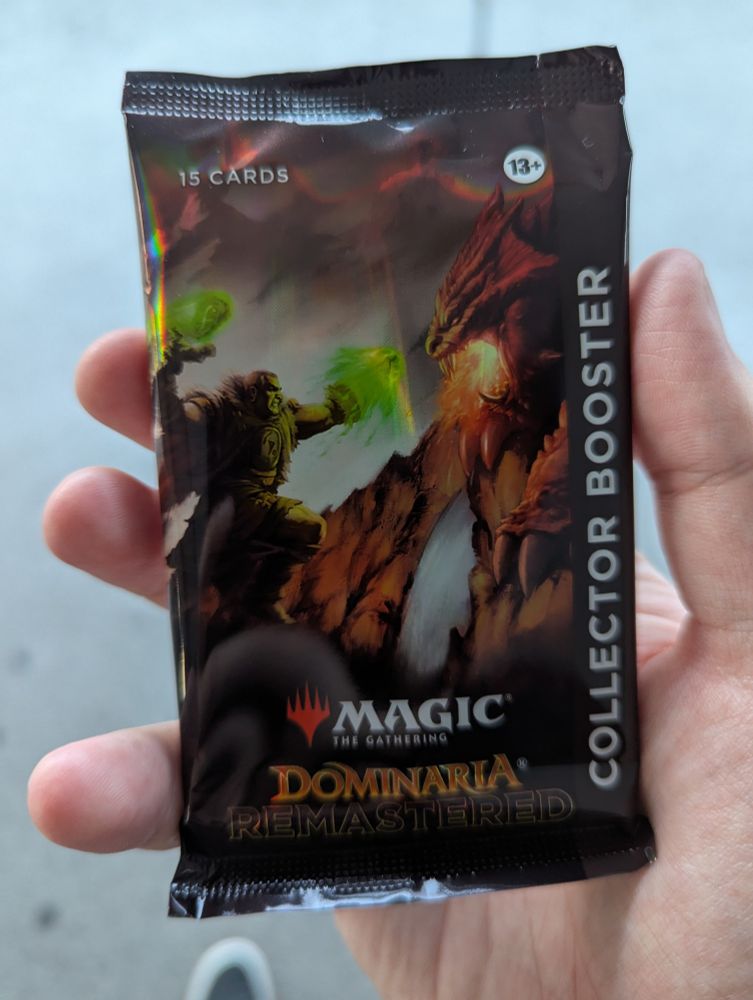 15 CARDS
13+
COLLECTOR BOOSTER
MAGIC®
THE GATHERING
DOMINARIA®
REMASTERED